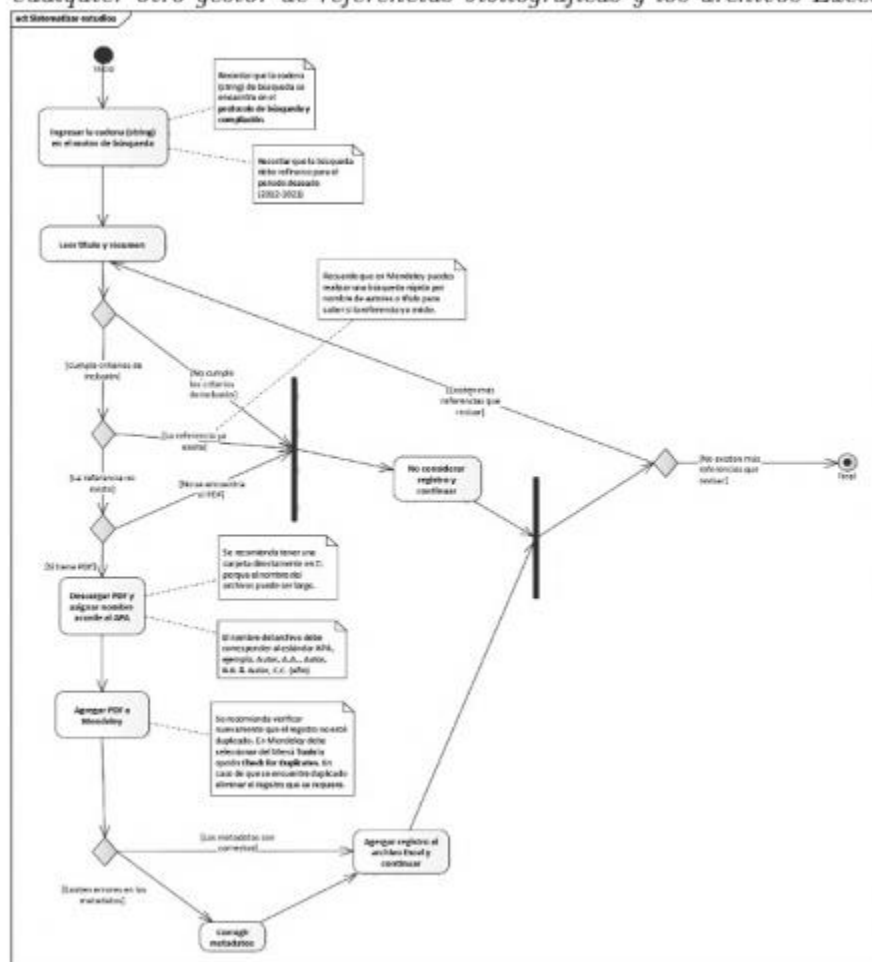 cualquier otro gestor de referencias bibliográficas y los archivos Excel
act Sistematizar estudios
Inicio
Recordar que la cadena
(string) de búsqueda se
encuentra en el
protocolo de búsqueda y
compilación.
Ingresar la cadena (string)
en el motor de búsqueda
Recordar que la búsqueda
debe refinarse para el
periodo deseado
(2012-2021)
Leer título y resumen
Recuerde que en Mendeley puedes
realizar una búsqueda rápida por
nombre de autores o título para
saber si la referencia ya existe.
[Cumple criterios de
inclusión]
[No cumple
los criterios
de inclusión]
[Existen más
referencias que
revisar]
[La referencia ya
existe]
No considerar
registro y
continuar
[No existen más
referencias que
revisar]
Final
[La referencia no
existe]
[No se encuentra
el PDF]
[Si tiene PDF]
Se recomienda tener una
carpeta directamente en C:
porque el nombre del
archivos puede ser largo.
Descargar PDF y
asignar nombre
acorde al APA
El nombre del archivo debe
corresponder al estándar APA,
ejemplo, Autor, A.A., Autor,
B.B. & Autor, C.C. (año)
Agregar PDF a
Mendeley
Se recomienda verificar
nuevamente que el registro no esté
duplicado. En Mendeley debe
seleccionar del Menú Tools la
opción Check for Duplicates. En
caso de que se encuentre duplicado
eliminar el registro que se requiera.
[Los metadatos son
correctos]
Agregar registro al
archivo Excel y
continuar
[Existen errores en los
metadatos]
Corregir
metadatos